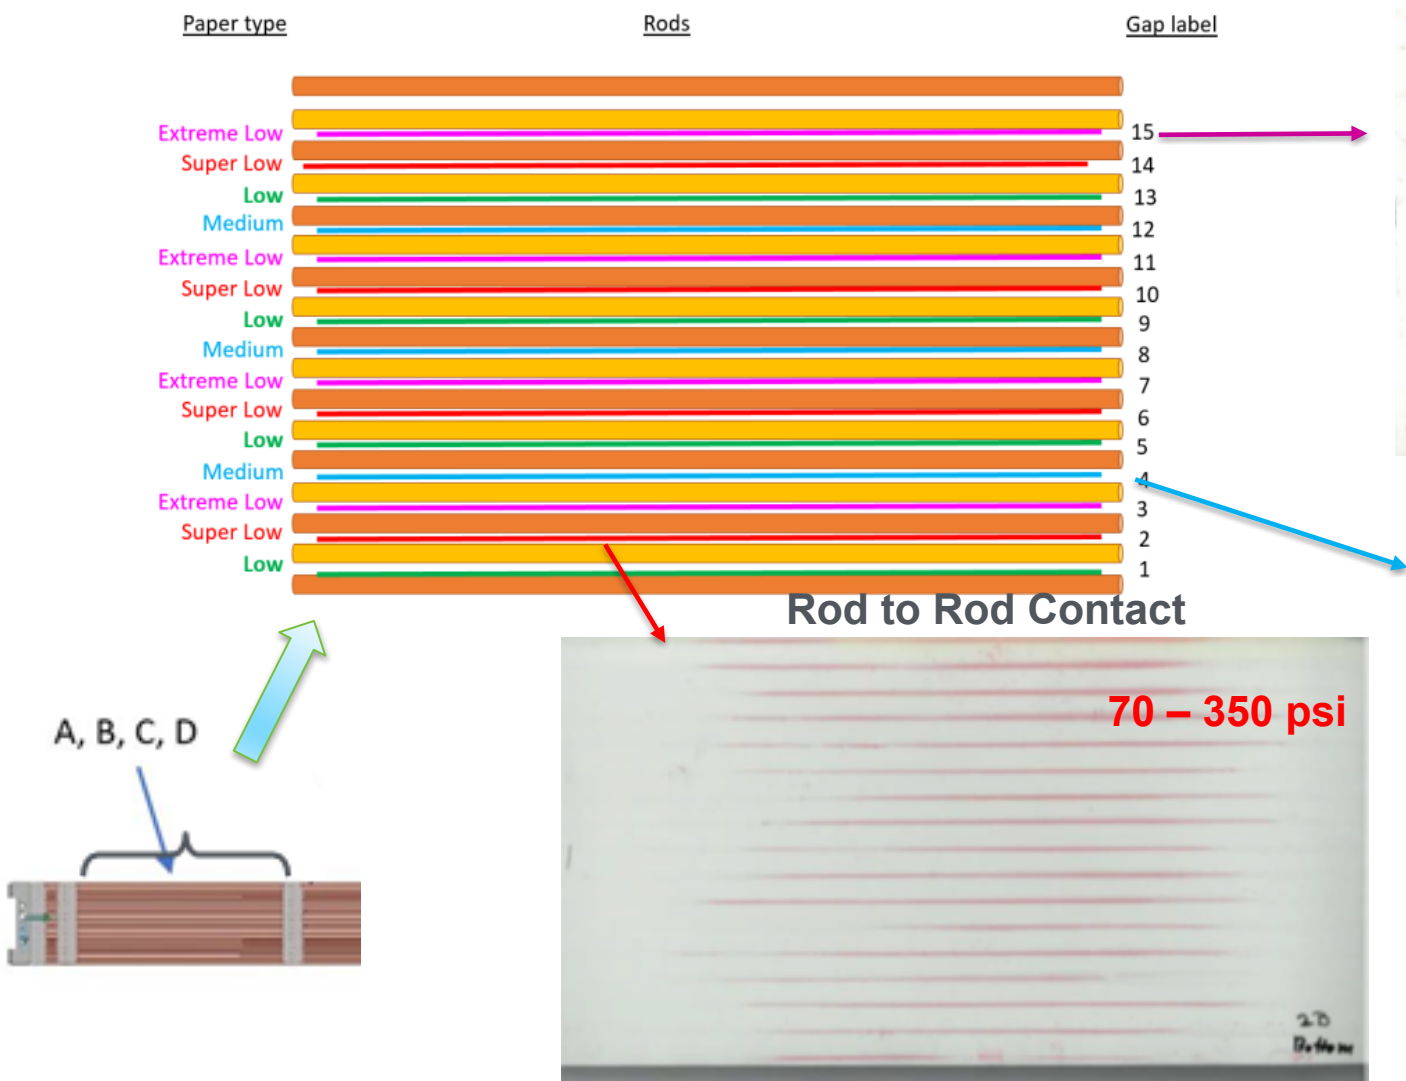 Paper type Rods Gap label
Extreme Low 15
Super Low 14
Low 13
Medium 12
Extreme Low 11
Super Low 10
Low 9
Medium 8
Extreme Low 7
Super Low 6
Low 5
Medium 4
Extreme Low 3
Super Low 2
Low 1
Rod to Rod Contact
70 – 350 psi
A, B, C, D
2D
Bottom